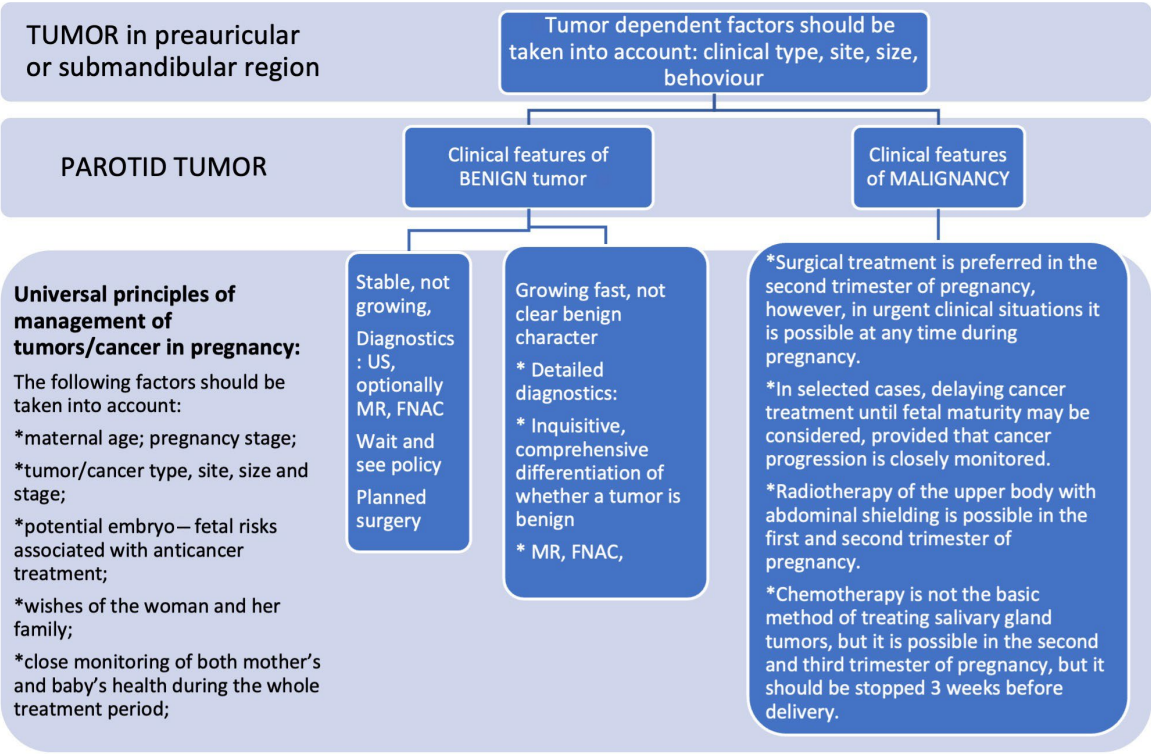 TUMOR in preauricular
or submandibular region
Tumor dependent factors should be
taken into account: clinical type, site, size,
behoviour
PAROTID TUMOR
Clinical features of
BENIGN tumor
Clinical features
of MALIGNANCY
Universal principles of
management of
tumors/cancer in pregnancy:
The following factors should be
taken into account:
*maternal age; pregnancy stage;
*tumor/cancer type, site, size and
stage;
*potential embryo—fetal risks
associated with anticancer
treatment;
*wishes of the woman and her
family;
*close monitoring of both mother's
and baby's health during the whole
treatment period;
Stable, not
growing,
Diagnostics
: US,
optionally
MR, FNAC
Wait and
see policy
Planned
surgery
Growing fast, not
clear benign
character
* Detailed
diagnostics:
* Inquisitive,
comprehensive
differentiation of
whether a tumor is
benign
* MR, FNAC,
*Surgical treatment is preferred in the
second trimester of pregnancy,
however, in urgent clinical situations it
is possible at any time during
pregnancy.
*In selected cases, delaying cancer
treatment until fetal maturity may be
considered, provided that cancer
progression is closely monitored.
*Radiotherapy of the upper body with
abdominal shielding is possible in the
first and second trimester of
pregnancy.
*Chemotherapy is not the basic
method of treating salivary gland
tumors, but it is possible in the second
and third trimester of pregnancy, but it
should be stopped 3 weeks before
delivery.